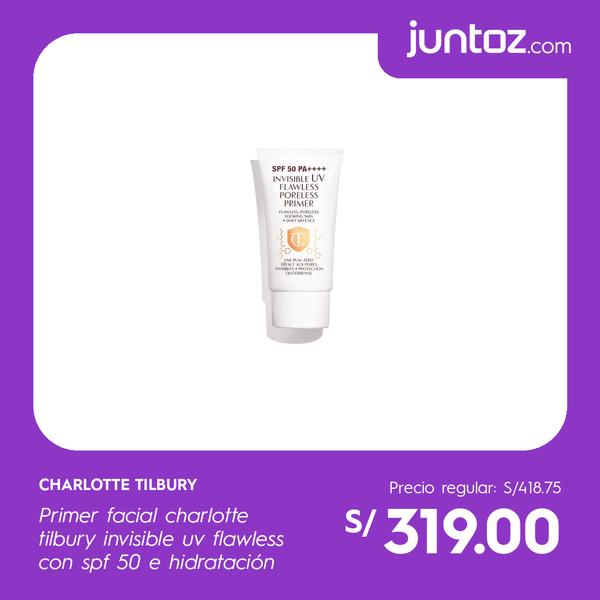 juntoz.com
SPF 50 PA++++
INVISIBLE UV
FLAWLESS
PORELESS
PRIMER
FLAWLESS, PORELESS
LOOKING SKIN
+ DAILY DEFENCE
UNE PEAU ZÉRO
DÉFAUT AUX PORES
INVISIBLES + PROTECTION
QUOTIDIENNE
CHARLOTTE TILBURY
Primer facial charlotte
tilbury invisible uv flawless
con spf 50 e hidratación
Precio regular: S/418.75
S/ 319.00